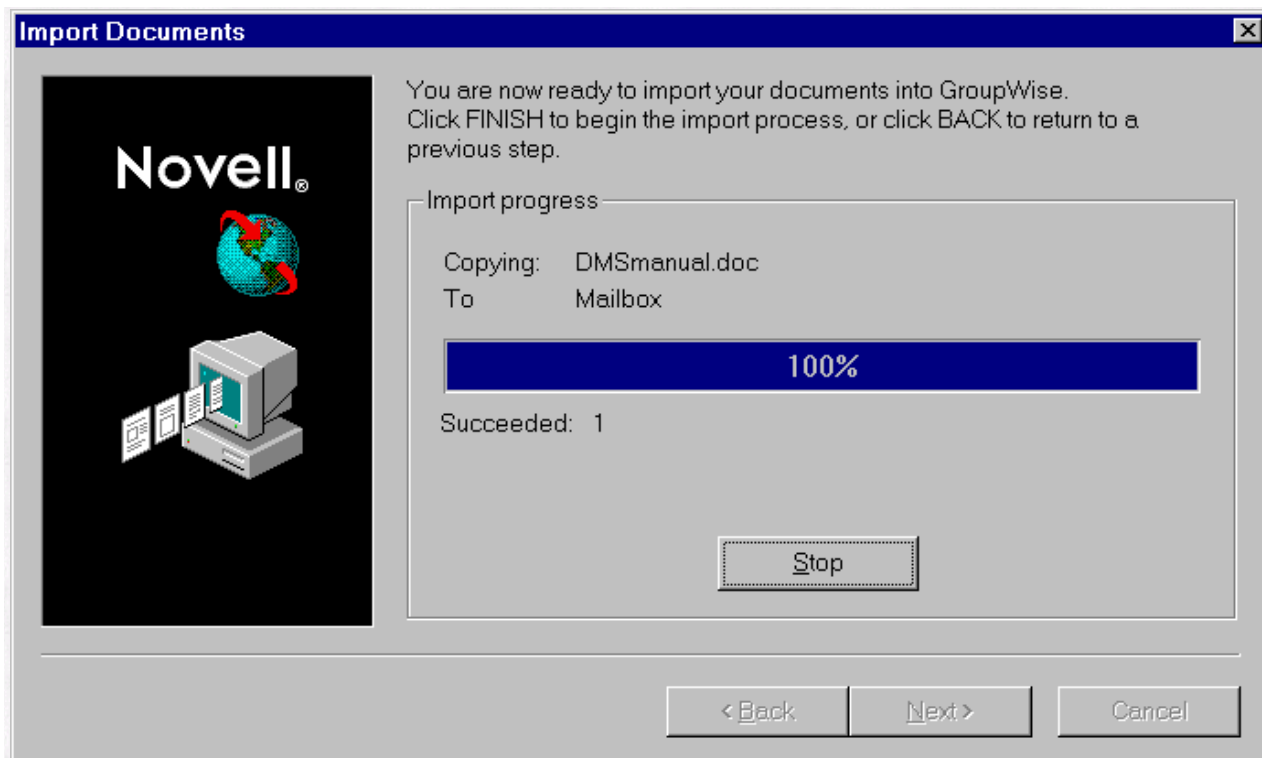 Import Documents
Novell®
You are now ready to import your documents into GroupWise.
Click FINISH to begin the import process, or click BACK to return to a
previous step.
Import progress
Copying: DMSmanual.doc
To Mailbox
100%
Succeeded: 1
Stop
< Back Next > Cancel